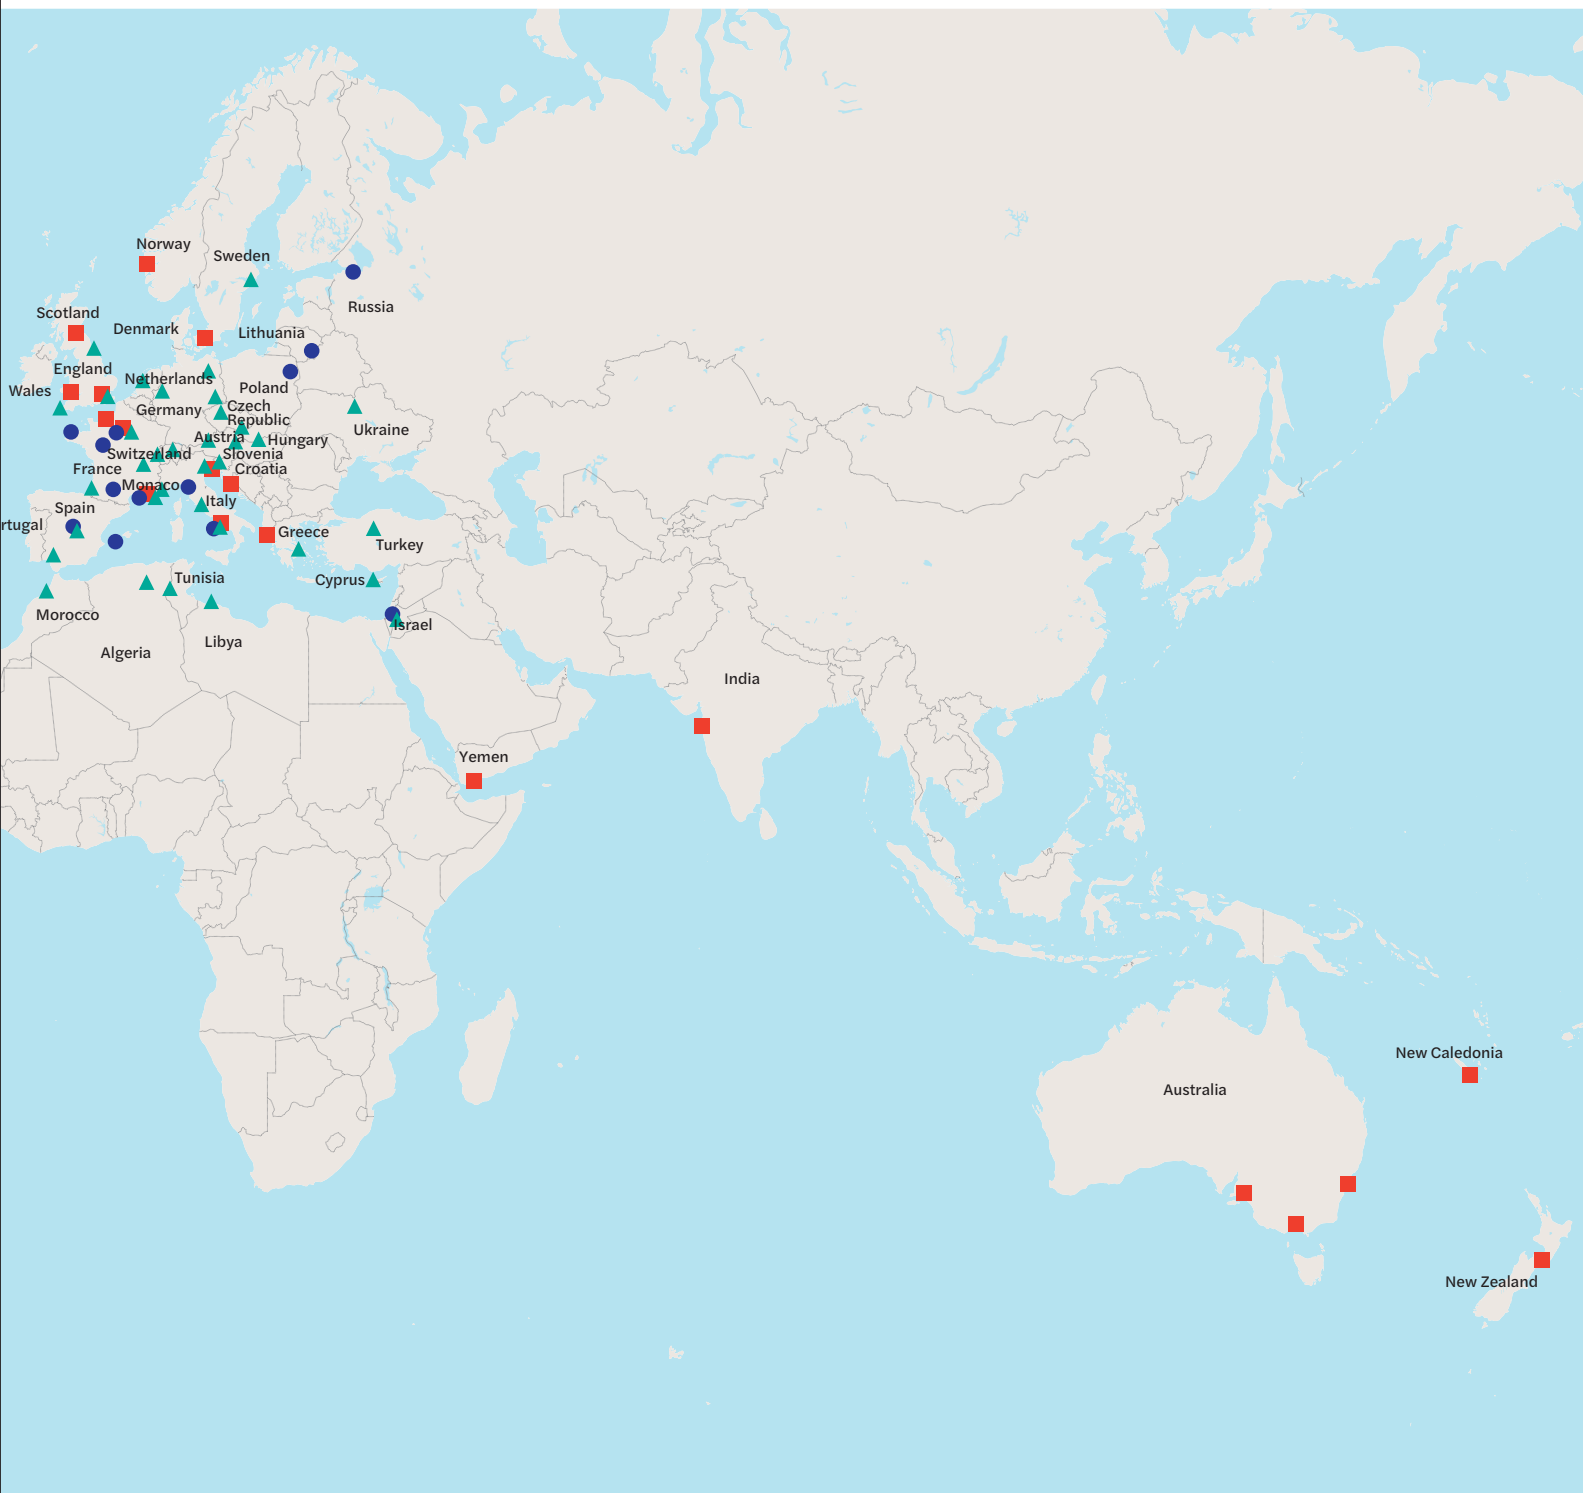 Norway
Sweden
Russia
Scotland
Denmark
Lithuania
England
Netherlands
Wales
Poland
Germany
Czech
Republic
Ukraine
Austria
Hungary
Switzerland
Slovenia
France
Croatia
Monaco
Italy
Spain
rtugal
Greece
Turkey
Tunisia
Cyprus
Morocco
Israel
Libya
Algeria
India
Yemen
New Caledonia
Australia
New Zealand